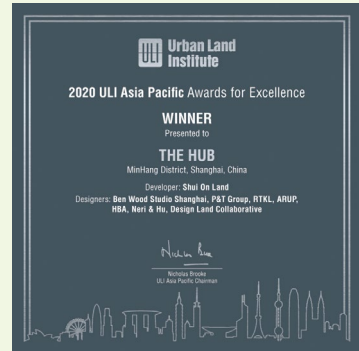 ULI
Urban Land
Institute
2020 ULI Asia Pacific Awards for Excellence
WINNER
Presented to
THE HUB
MinHang District, Shanghai, China
Developer: Shui On Land
Designers: Ben Wood Studio Shanghai, P&T Group, RTKL, ARUP,
HBA, Neri & Hu, Design Land Collaborative
Nicholas Brooke
ULI Asia Pacific Chairman